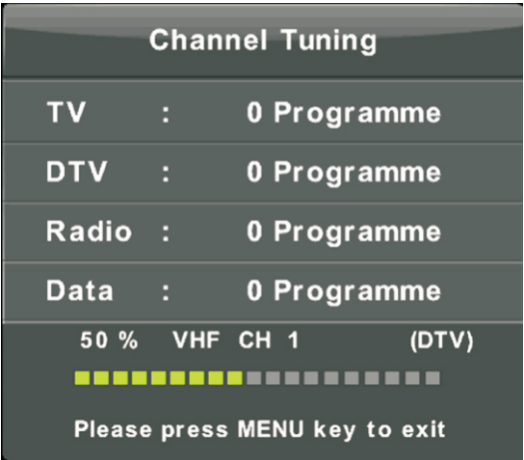 Channel Tuning
TV : 0 Programme
DTV : 0 Programme
Radio : 0 Programme
Data : 0 Programme
50 % VHF CH 1 (DTV)
Please press MENU key to exit